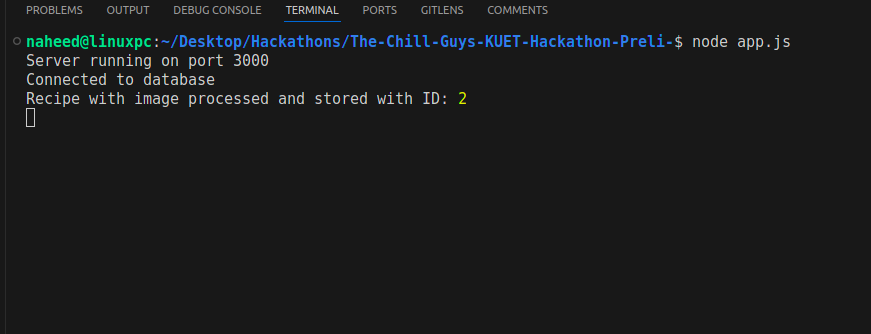 PROBLEMS OUTPUT DEBUG CONSOLE TERMINAL PORTS GITLENS COMMENTS
naheed@linuxpc:~/Desktop/Hackathons/The-Chill-Guys-KUET-Hackathon-Preli-$ node app.js
Server running on port 3000
Connected to database
Recipe with image processed and stored with ID: 2